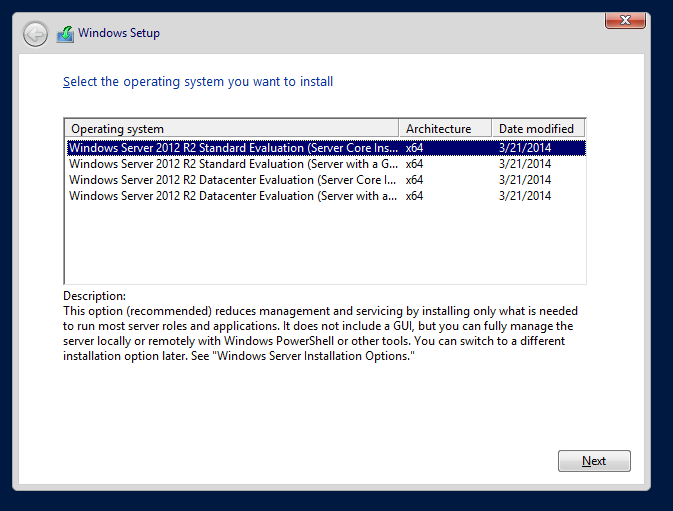 Windows Setup
Select the operating system you want to install
Operating system Architecture Date modified
Windows Server 2012 R2 Standard Evaluation (Server Core Ins... x64 3/21/2014
Windows Server 2012 R2 Standard Evaluation (Server with a G... x64 3/21/2014
Windows Server 2012 R2 Datacenter Evaluation (Server Core I... x64 3/21/2014
Windows Server 2012 R2 Datacenter Evaluation (Server with a... x64 3/21/2014
Description:
This option (recommended) reduces management and servicing by installing only what is needed
to run most server roles and applications. It does not include a GUI, but you can fully manage the
server locally or remotely with Windows PowerShell or other tools. You can switch to a different
installation option later. See "Windows Server Installation Options."
Next